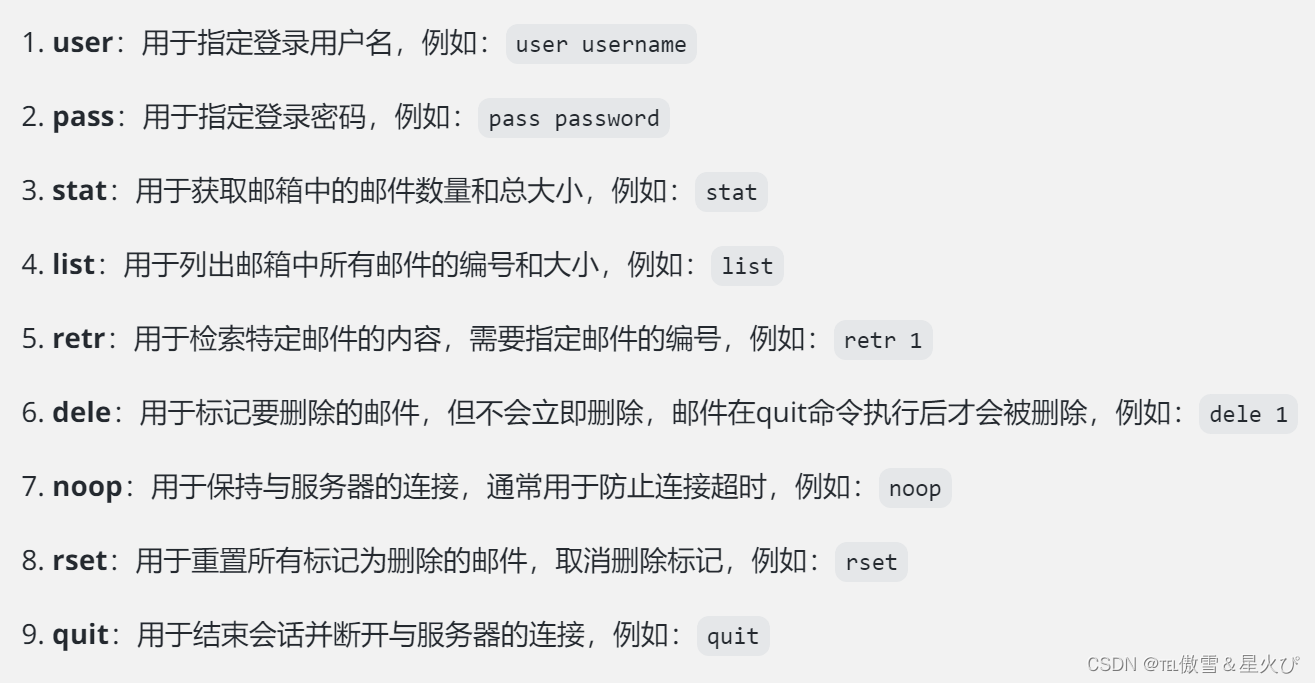 1. user：用于指定登录用户名，例如： user username
2. pass：用于指定登录密码，例如： pass password
3. stat：用于获取邮箱中的邮件数量和总大小，例如： stat
4. list：用于列出邮箱中所有邮件的编号和大小，例如： list
5. retr：用于检索特定邮件的内容，需要指定邮件的编号，例如： retr 1
6. dele：用于标记要删除的邮件，但不会立即删除，邮件在quit命令执行后才会被删除，例如： dele 1
7. noop：用于保持与服务器的连接，通常用于防止连接超时，例如： noop
8. rset：用于重置所有标记为删除的邮件，取消删除标记，例如： rset
9. quit：用于结束会话并断开与服务器的连接，例如： quit
CSDN @℡傲雪＆星火ぴ